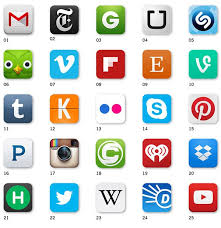 M T G U
01 02 03 04 05
V F E
06 07 08 09 10
t K S
11 12 13 14 15
P C
16 17 18 19 20
H W
21 22 23 24 25